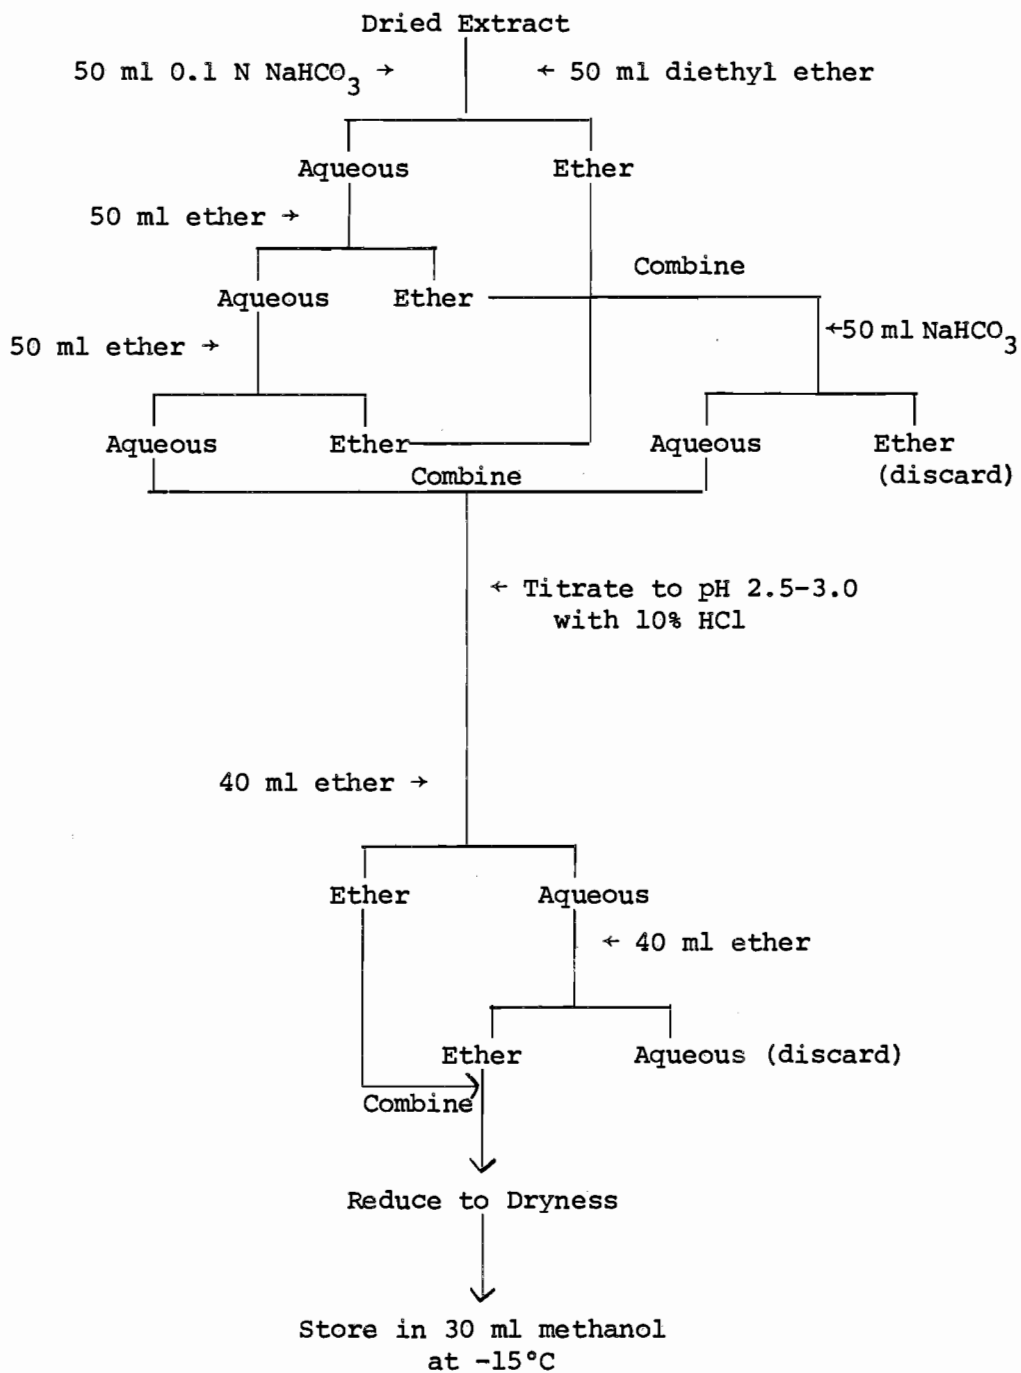 Dried Extract
50 ml 0.1 N NaHCO3 → ← 50 ml diethyl ether
Aqueous Ether
50 ml ether →
Combine
Aqueous Ether
50 ml ether → ←50 ml NaHCO3
Aqueous Ether Aqueous Ether
(discard)
Combine
← Titrate to pH 2.5-3.0
with 10% HCl
40 ml ether →
Ether Aqueous
← 40 ml ether
Ether Aqueous (discard)
Combine
Reduce to Dryness
Store in 30 ml methanol
at -15°C